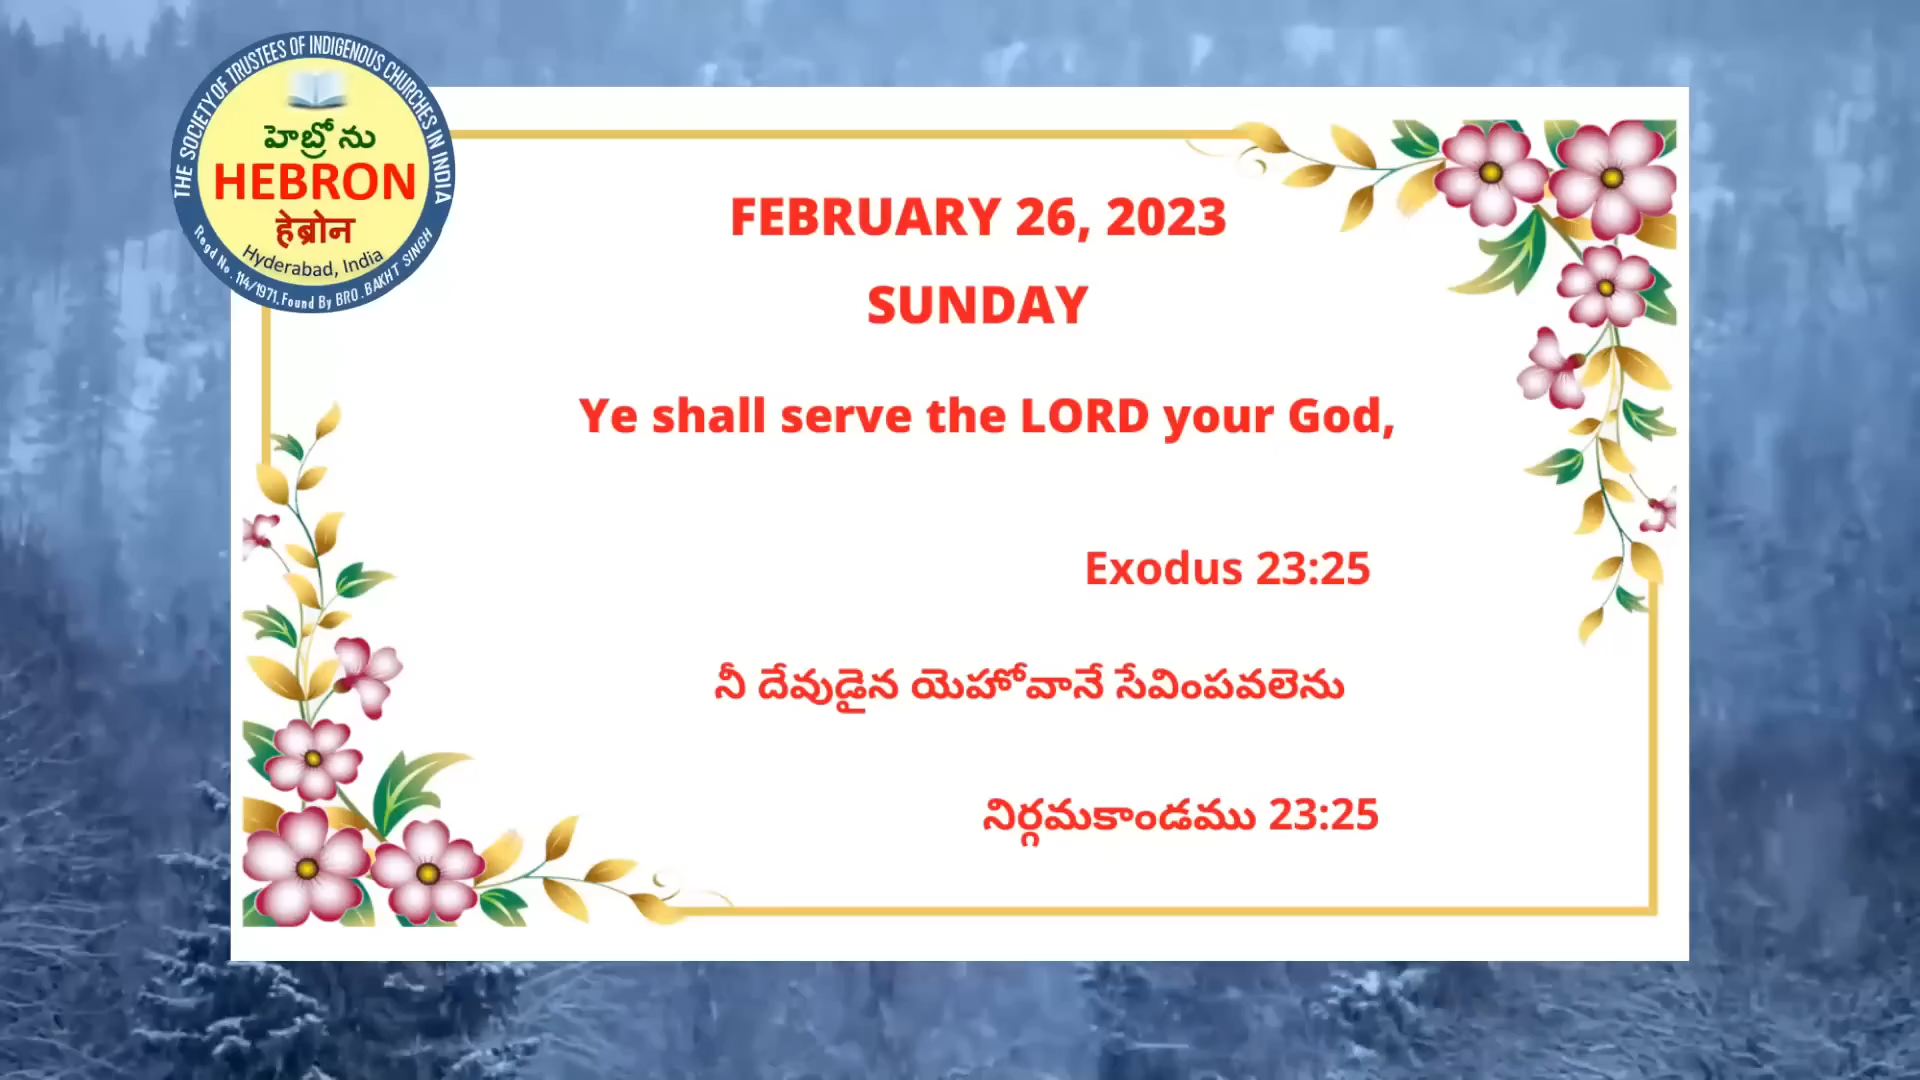 THE SOCIETY OF TRUSTEES OF INDIGENOUS CHURCHES IN INDIA
హెబ్రోను
HEBRON
हेब्रोन
Hyderabad, India
Regd No. 114/1971, Found By BRO. BAKHT SINGH
FEBRUARY 26, 2023
SUNDAY
Ye shall serve the LORD your God,
Exodus 23:25
నీ దేవుడైన యెహోవానే సేవింపవలెను
నిర్గమకాండము 23:25